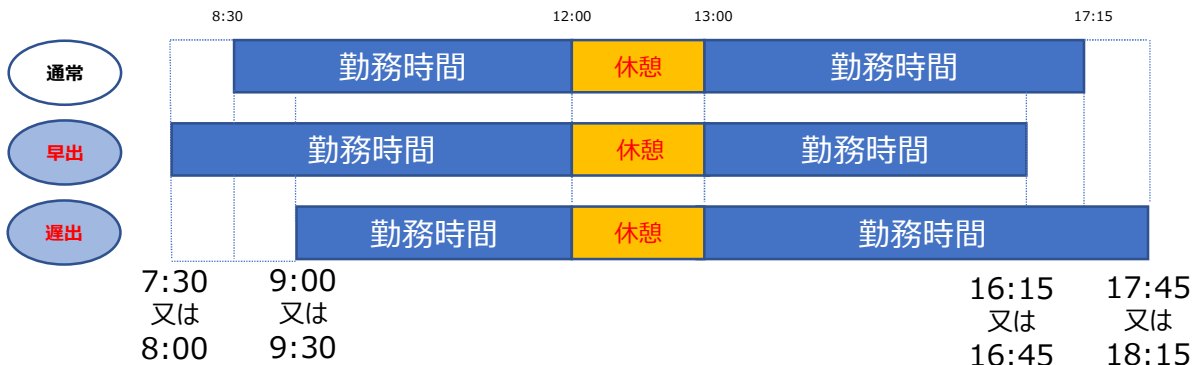 8:30 12:00 13:00 17:15
通常 勤務時間 休憩 勤務時間
早出 勤務時間 休憩 勤務時間
遅出 勤務時間 休憩 勤務時間
7:30 9:00 16:15 17:45
又は 又は 又は 又は
8:00 9:30 16:45 18:15